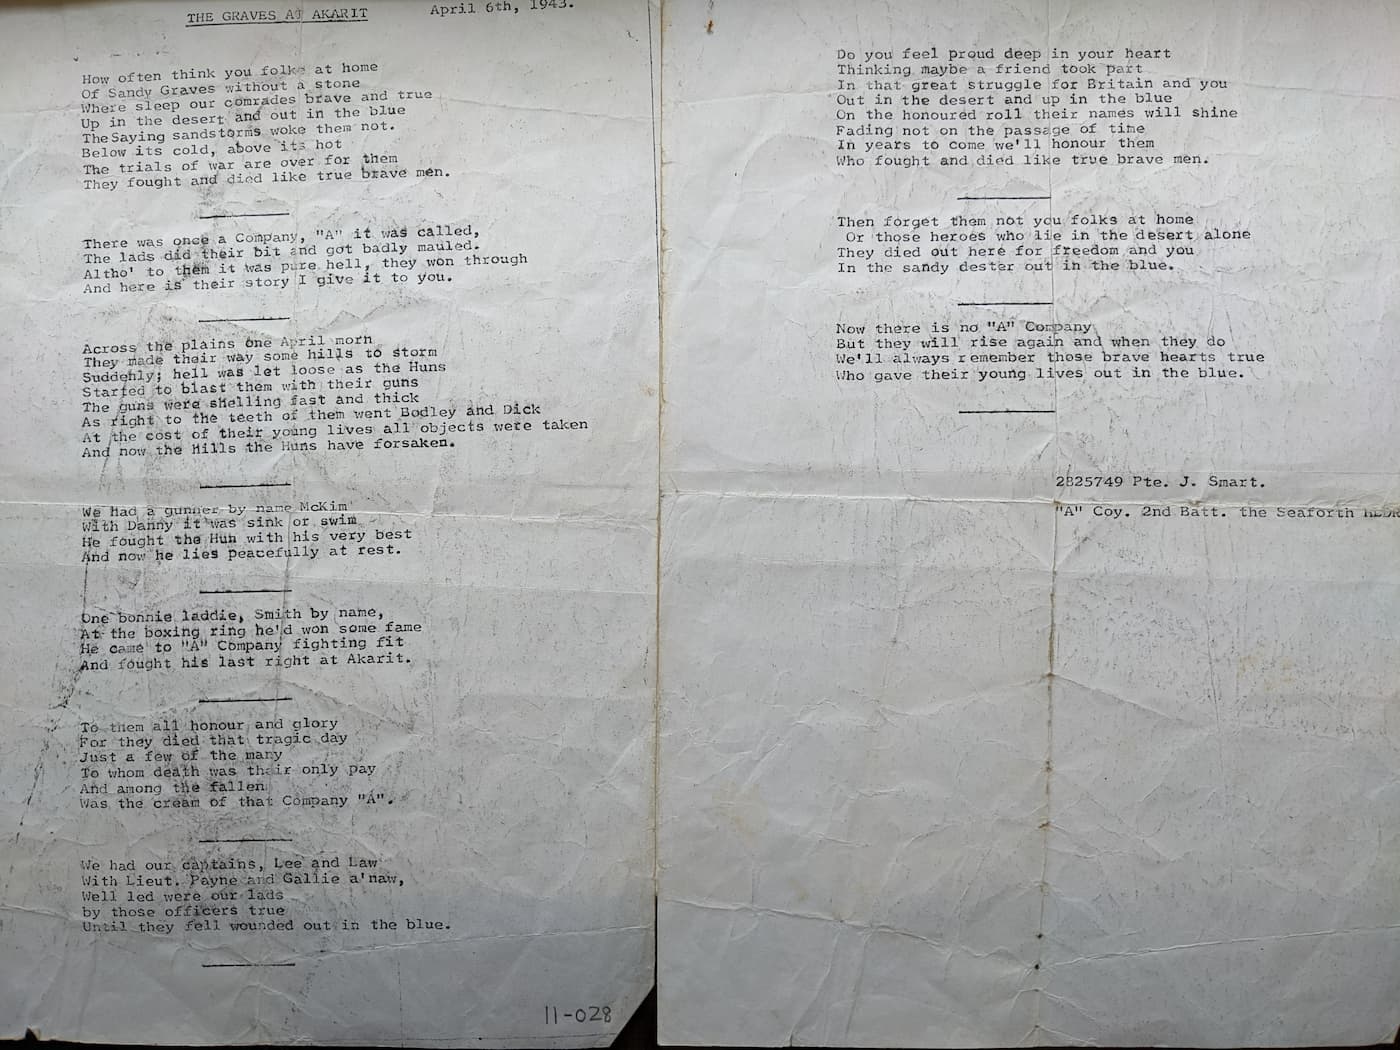 THE GRAVES AT AKARIT April 6th, 1943.
How often think you folks at home
Of Sandy Graves without a stone
Where sleep our comrades brave and true
Up in the desert and out in the blue
The Saying sandstorms woke them not.
Below its cold, above its hot
The trials of war are over for them
They fought and died like true brave men.
There was once a Company, "A" it was called,
The lads did their bit and got badly mauled.
Altho' to them it was pure hell, they won through
And here is their story I give it to you.
Across the plains one April morn
They made their way some hills to storm
Suddenly; hell was let loose as the Huns
Started to blast them with their guns
The guns were shelling fast and thick
As right to the teeth of them went Bodley and Dick
At the cost of their young lives all objects were taken
And now the Hills the Huns have forsaken.
We Had a gunner by name McKim
With Danny it was sink or swim
He fought the Hun with his very best
And now he lies peacefully at rest.
One bonnie laddie, Smith by name,
At the boxing ring he'd won some fame
He came to "A" Company fighting fit
And fought his last right at Akarit.
To them all honour and glory
For they died that tragic day
Just a few of the many
To whom death was their only pay
And among the fallen
Was the cream of that Company "A".
We had our captains, Lee and Law
With Lieut. Payne and Gallie a'naw,
Well led were our lads
by those officers true
Until they fell wounded out in the blue.
11-028
Do you feel proud deep in your heart
Thinking maybe a friend took part
In that great struggle for Britain and you
Out in the desert and up in the blue
On the honoured roll their names will shine
Fading not on the passage of time
In years to come we'll honour them
Who fought and died like true brave men.
Then forget them not you folks at home
Or those heroes who lie in the desert alone
They died out here for freedom and you
In the sandy dester out in the blue.
Now there is no "A" Company
But they will rise again and when they do
We'll always remember those brave hearts true
Who gave their young lives out in the blue.
2825749 Pte. J. Smart.
"A" Coy. 2nd Batt. the Seaforth